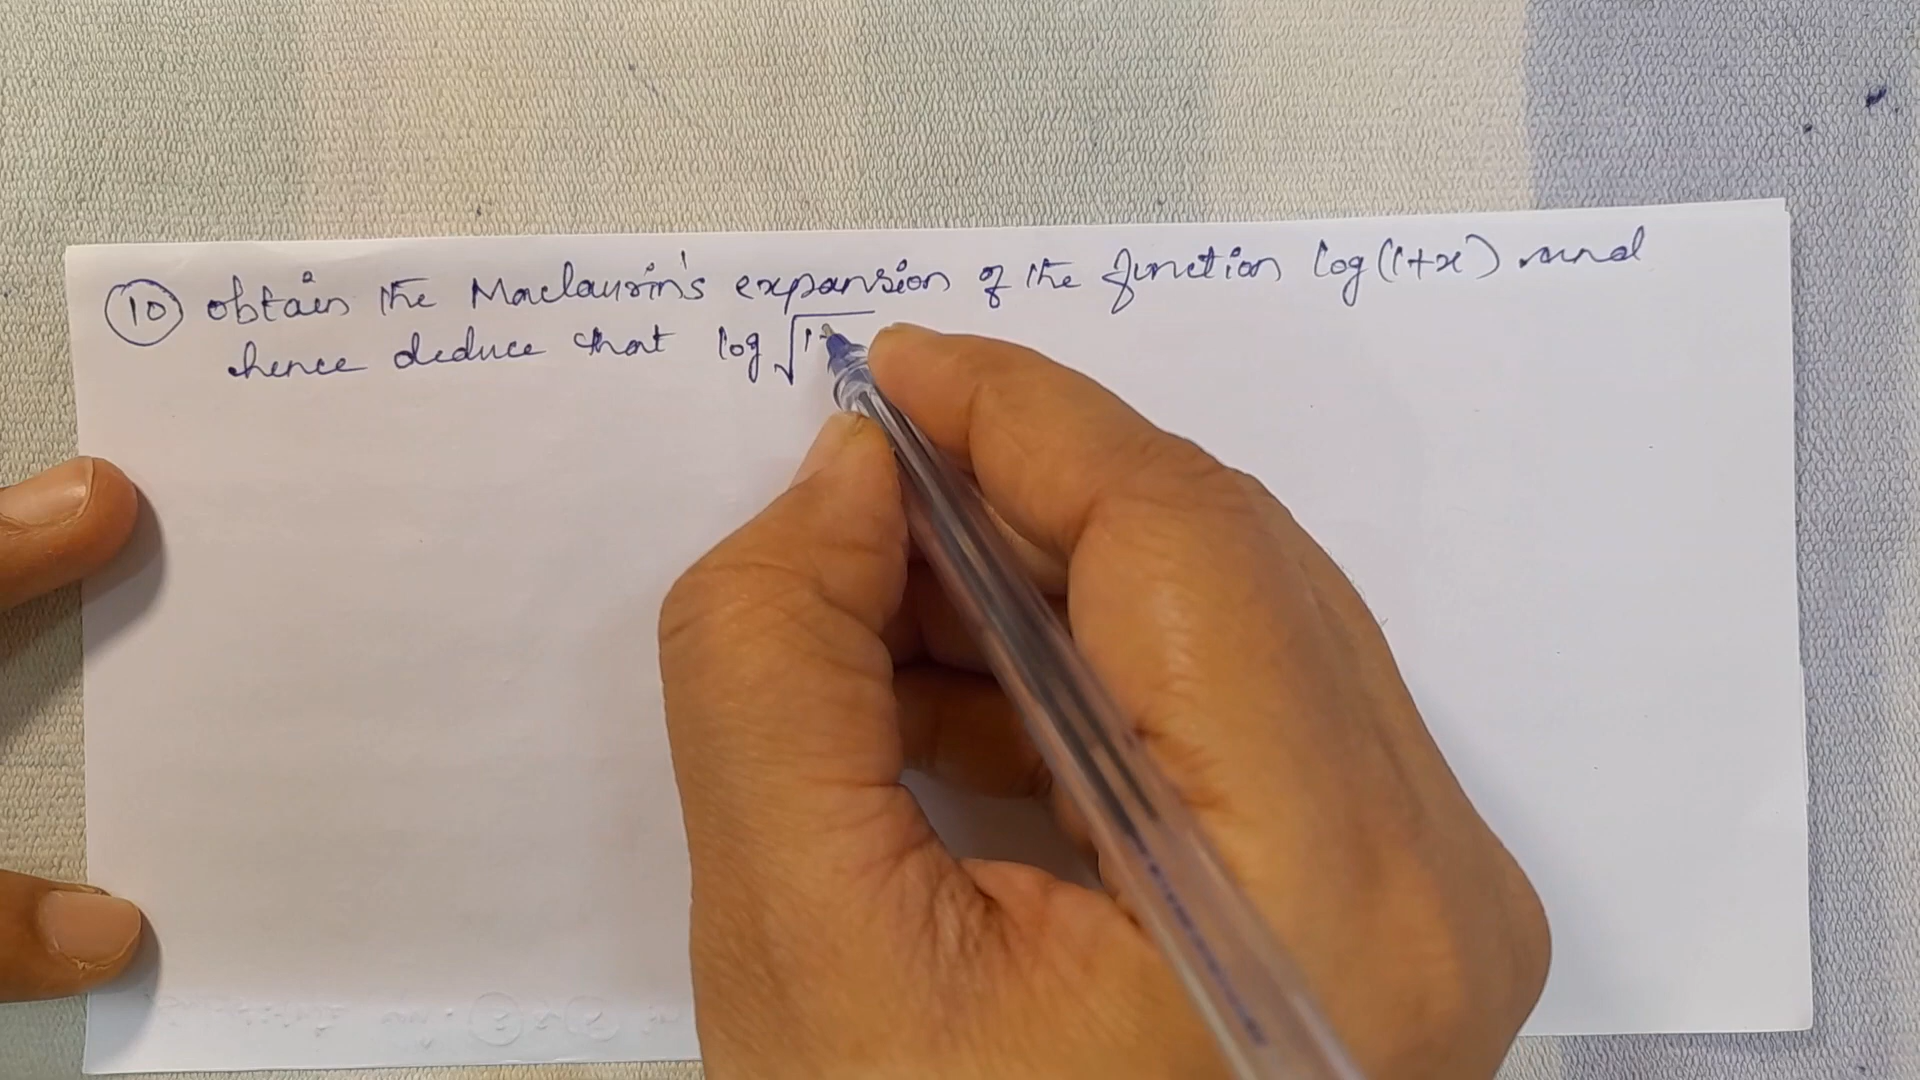 10 obtain the Maclaurin's expansion of the function log(1+x) and
hence deduce that log √1